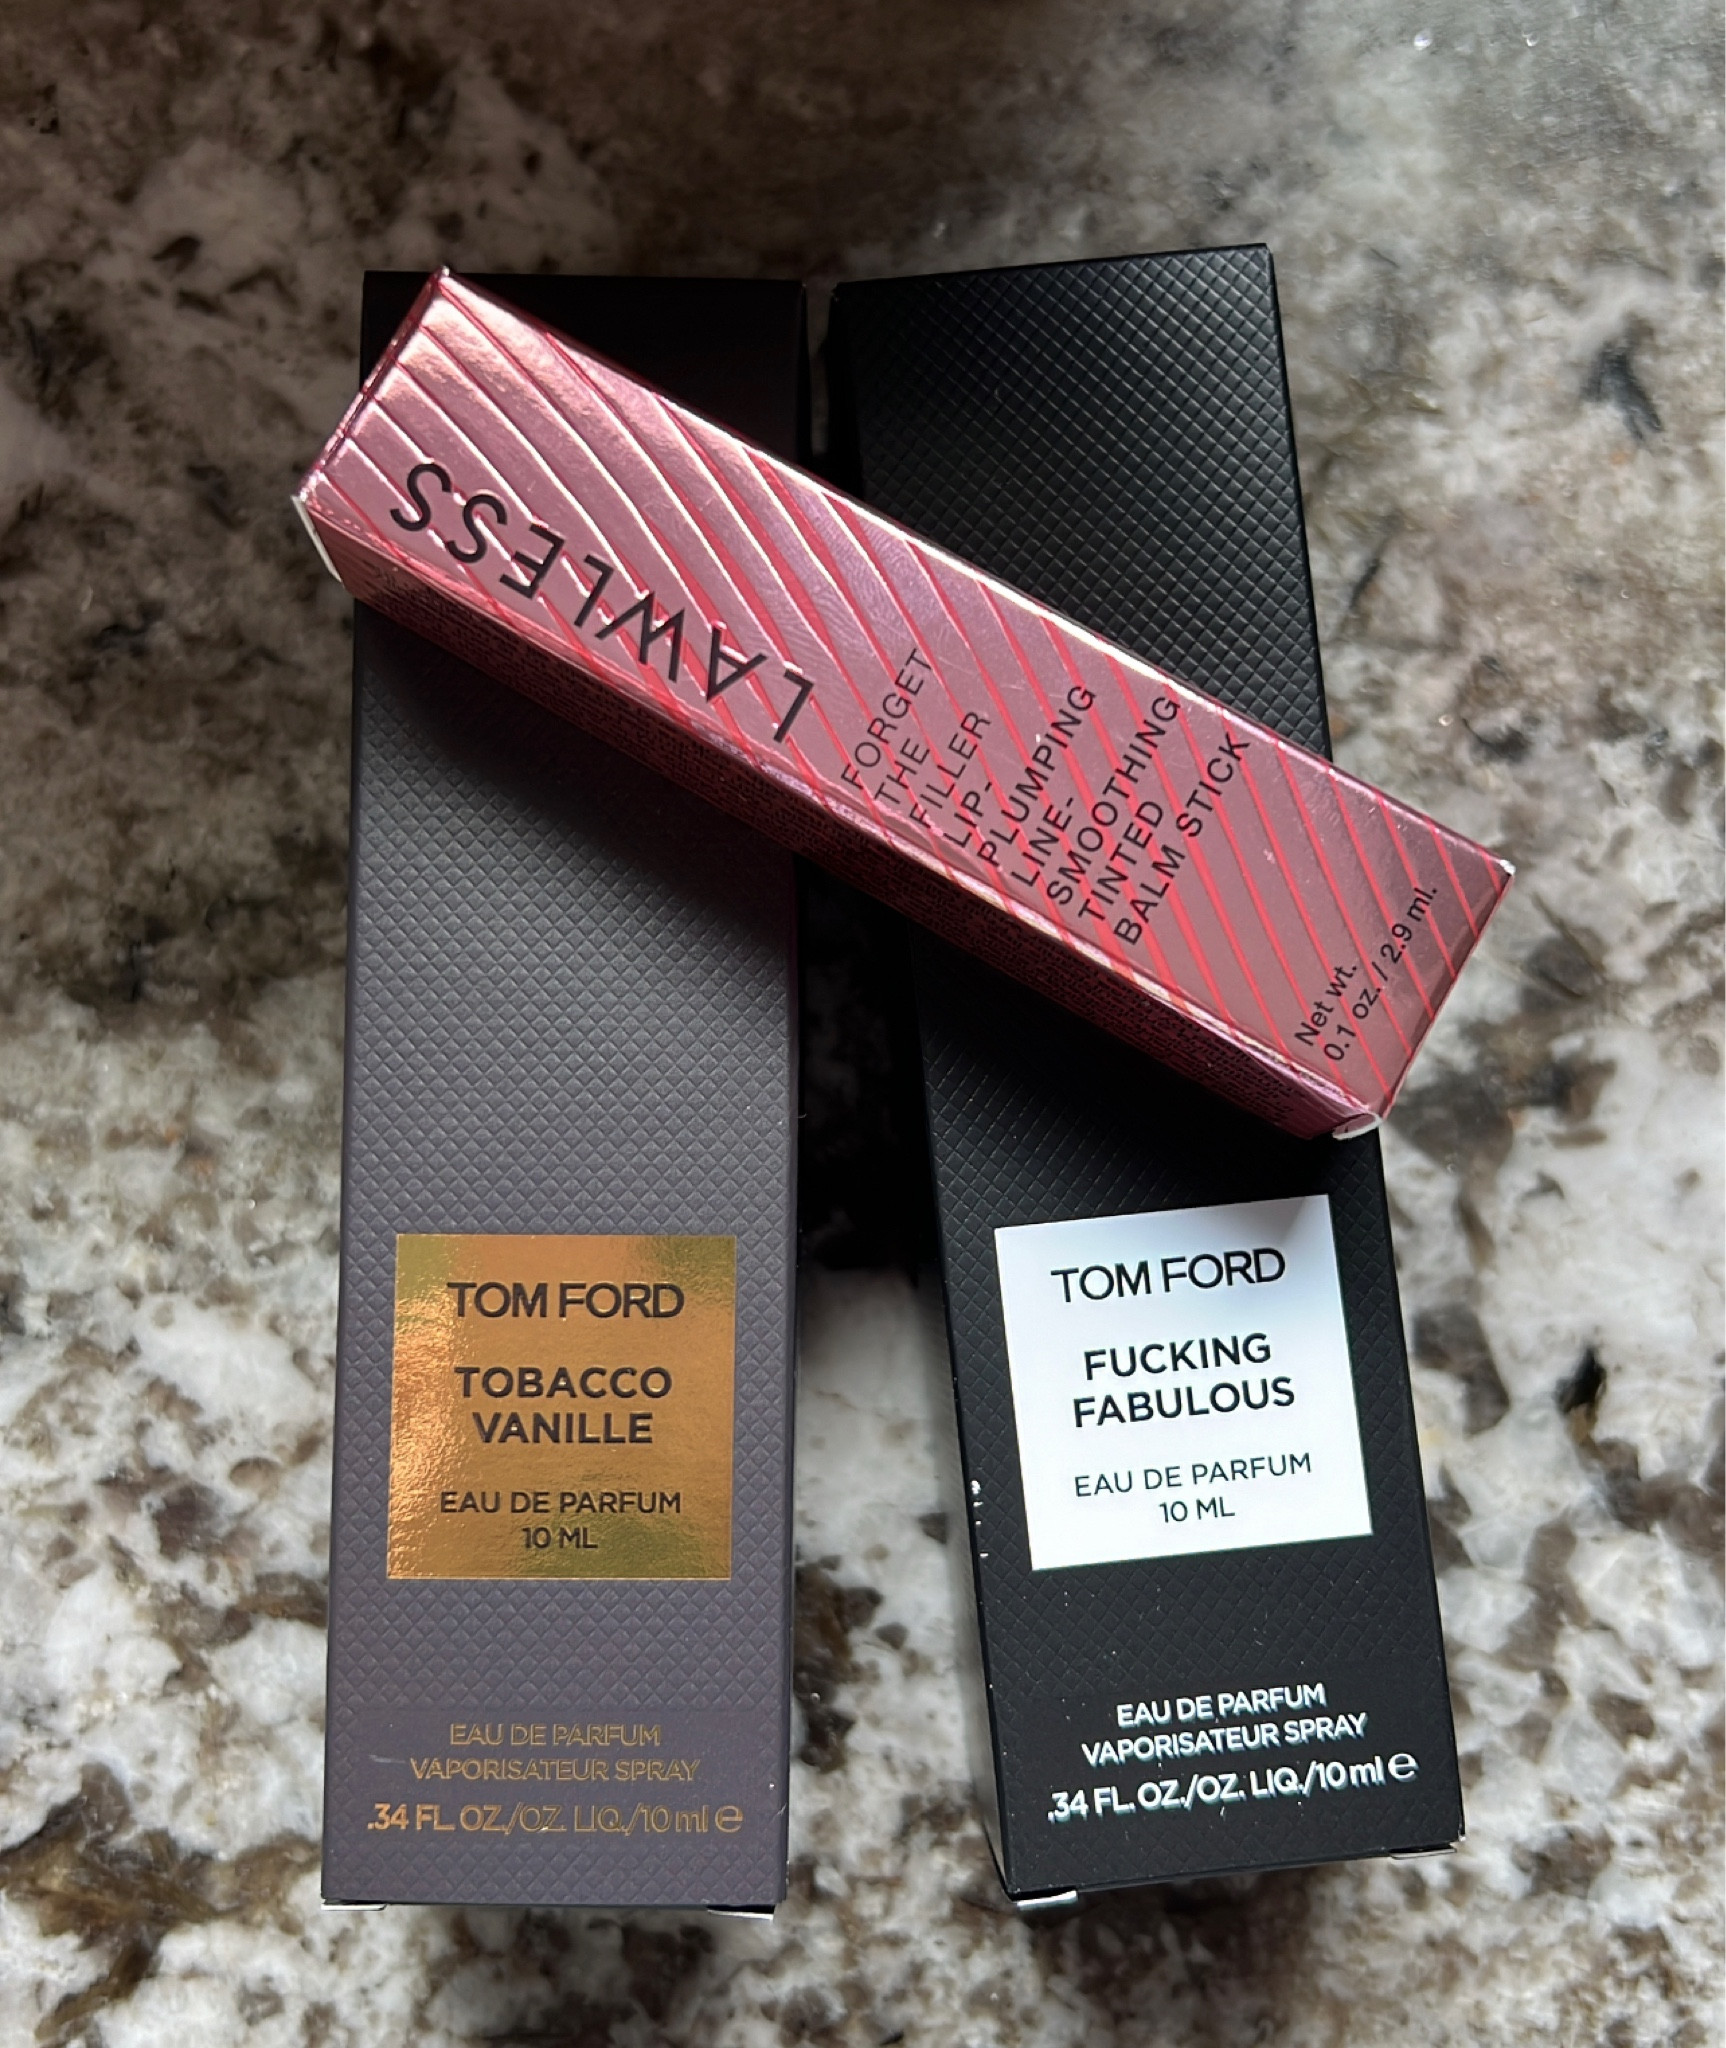 LAWLESS
FORGET
THE
FILLER
LIP-
PLUMPING
LINE-
SMOOTHING
TINTED
BALM STICK
Net wt.
0.1 oz. / 2.9 ml.
TOM FORD
TOBACCO
VANILLE
EAU DE PARFUM
10 ML
EAU DE PARFUM
VAPORISATEUR SPRAY
.34 FL. OZ./OZ. LIQ./10 ml ℮
TOM FORD
FUCKING
FABULOUS
EAU DE PARFUM
10 ML
EAU DE PARFUM
VAPORISATEUR SPRAY
.34 FL. OZ./OZ. LIQ./10 ml ℮